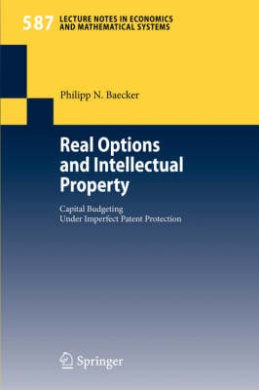 587
LECTURE NOTES IN ECONOMICS
AND MATHEMATICAL SYSTEMS
Philipp N. Baecker
Real Options
and Intellectual
Property
Capital Budgeting
Under Imperfect Patent Protection
Springer